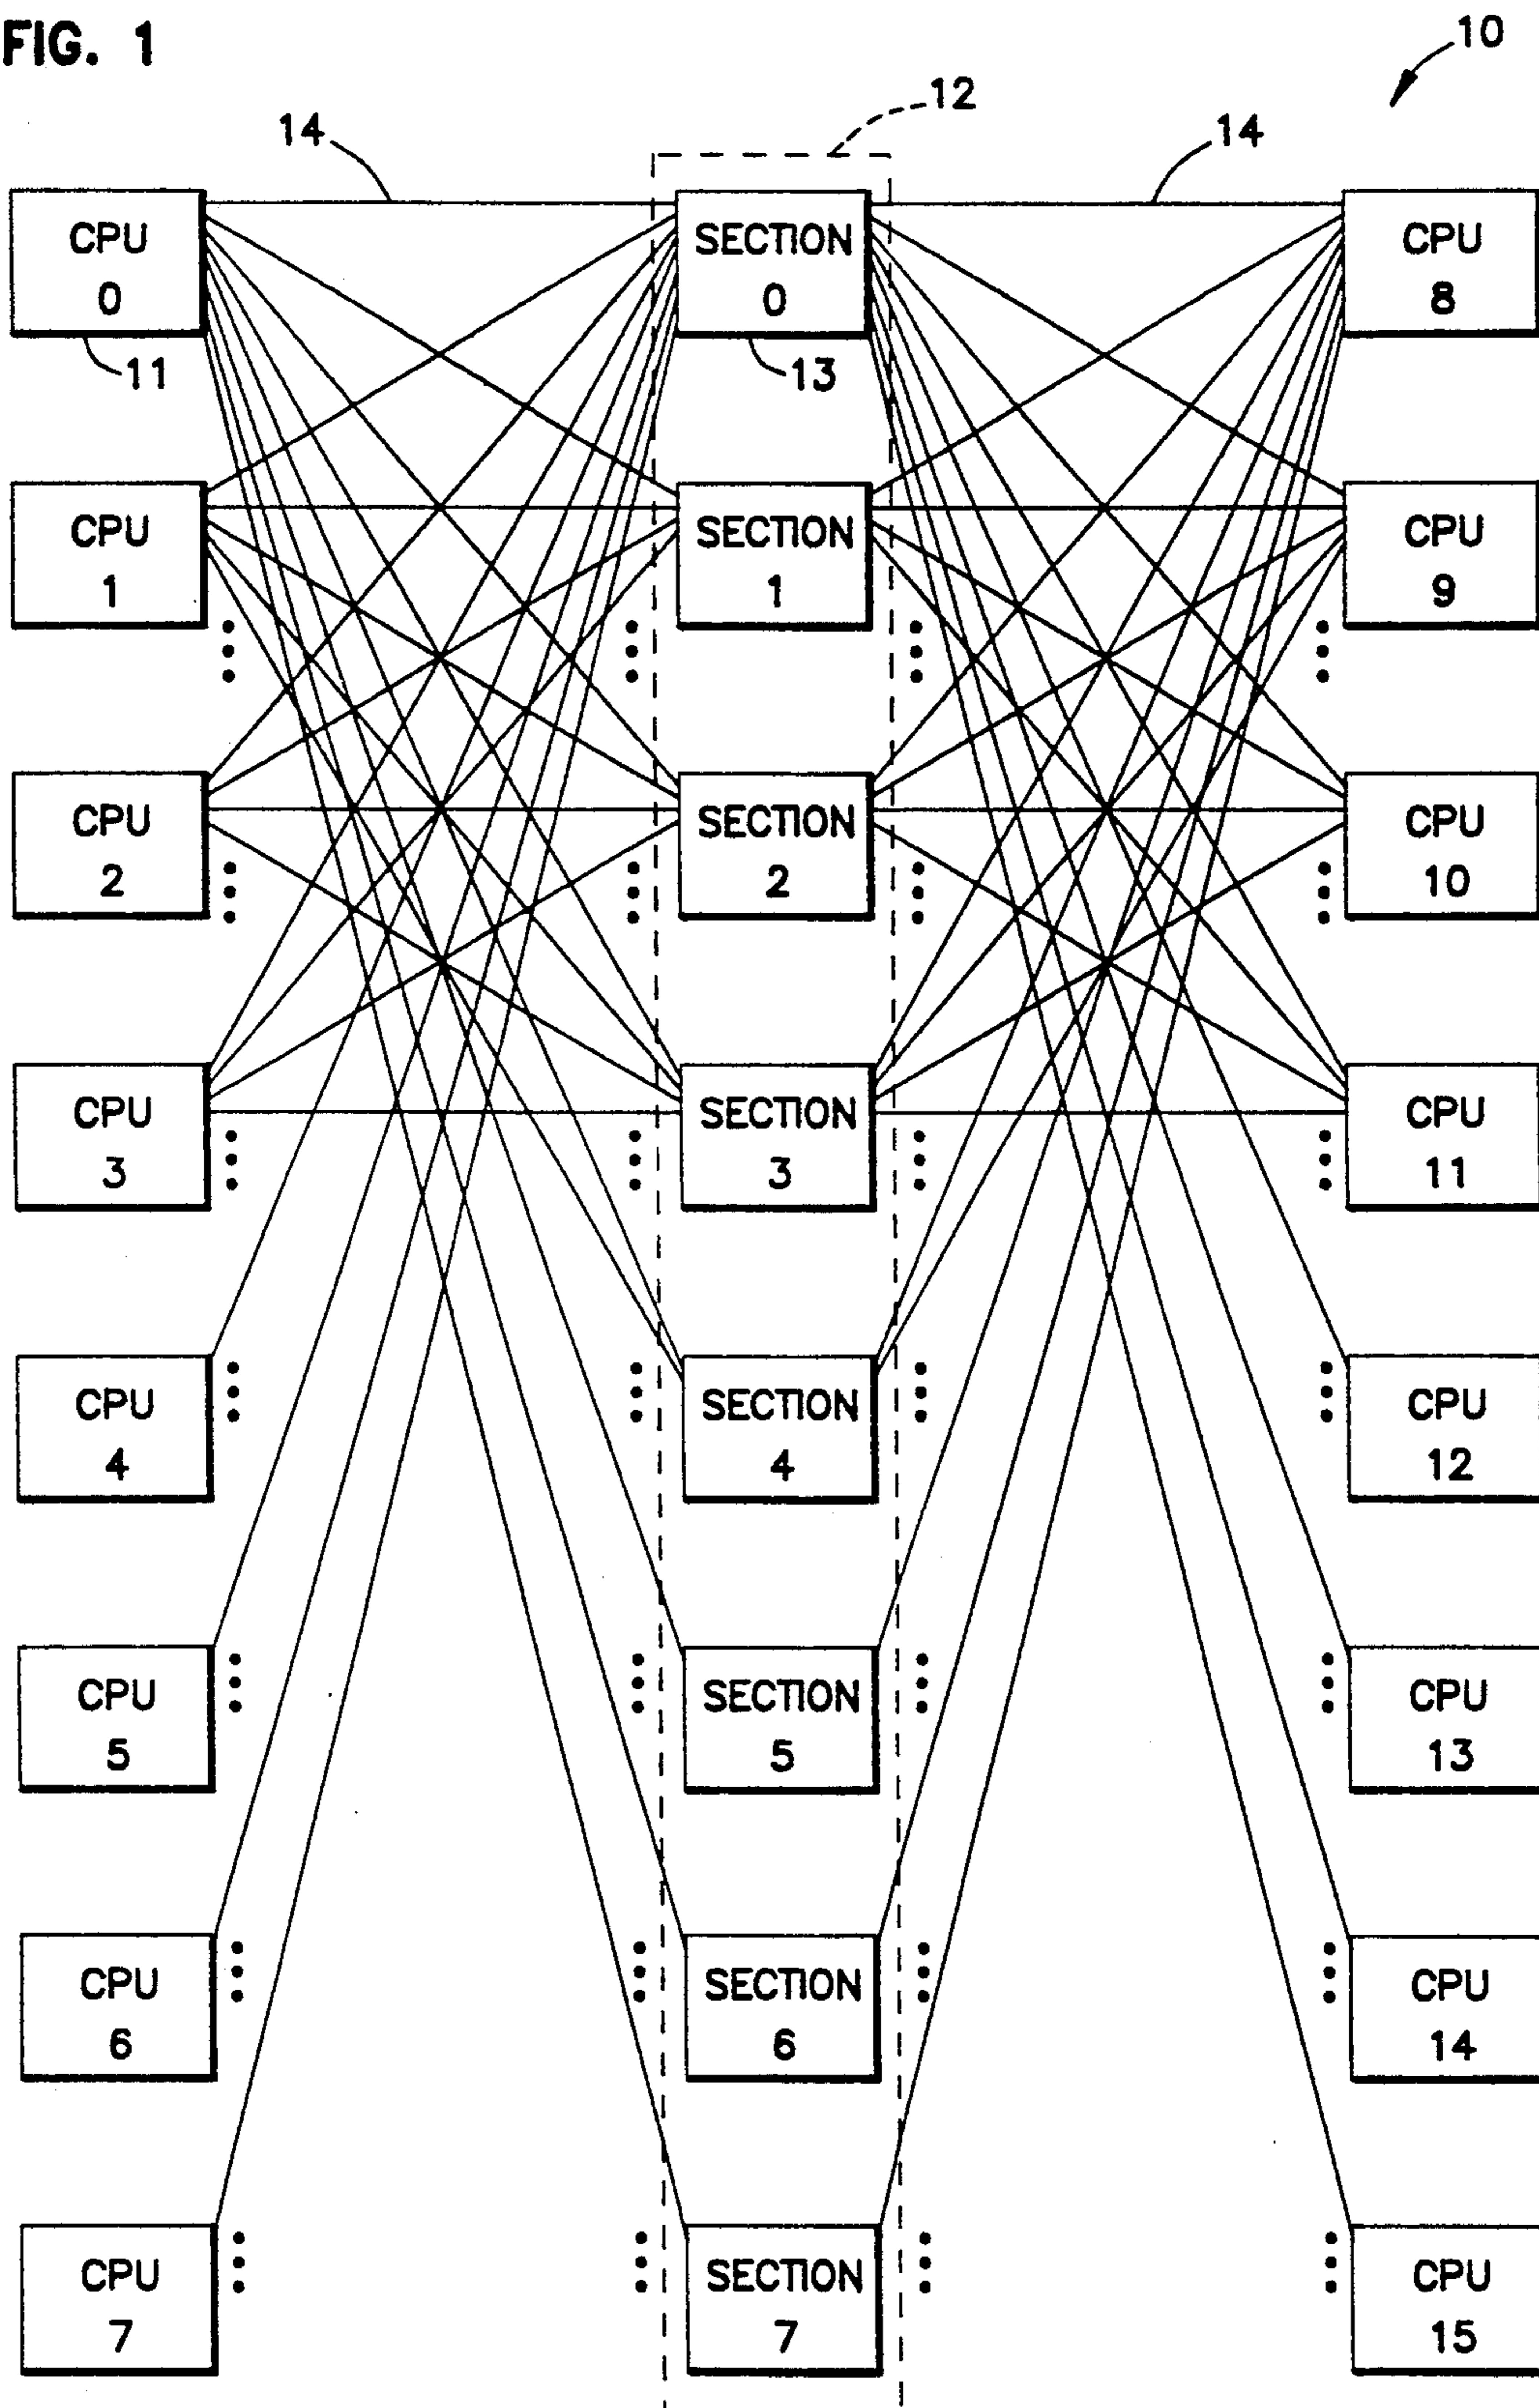 FIG. 1
10
12
14
14
CPU
0
SECTION
0
CPU
8
11
13
CPU
1
SECTION
1
CPU
9
CPU
2
SECTION
2
CPU
10
CPU
3
SECTION
3
CPU
11
CPU
4
SECTION
4
CPU
12
CPU
5
SECTION
5
CPU
13
CPU
6
SECTION
6
CPU
14
CPU
7
SECTION
7
CPU
15